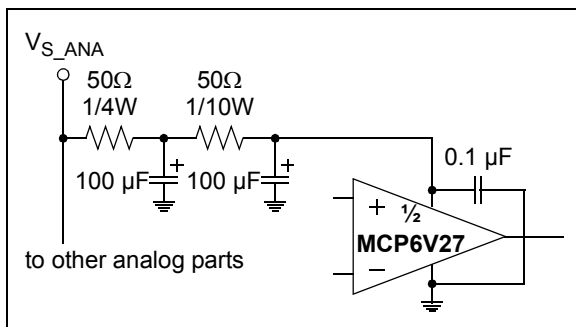 V_S_ANA
50Ω 50Ω
1/4W 1/10W
0.1 µF
100 µF + 100 µF +
+ ½
MCP6V27
−
to other analog parts